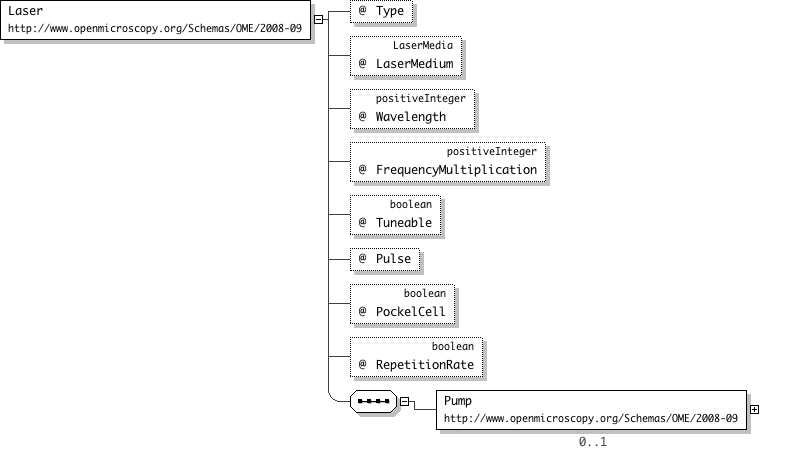 Laser
http://www.openmicroscopy.org/Schemas/OME/2008-09
@ Type
LaserMedia
@ LaserMedium
positiveInteger
@ Wavelength
positiveInteger
@ FrequencyMultiplication
boolean
@ Tuneable
@ Pulse
boolean
@ PockelCell
boolean
@ RepetitionRate
Pump
http://www.openmicroscopy.org/Schemas/OME/2008-09
0..1